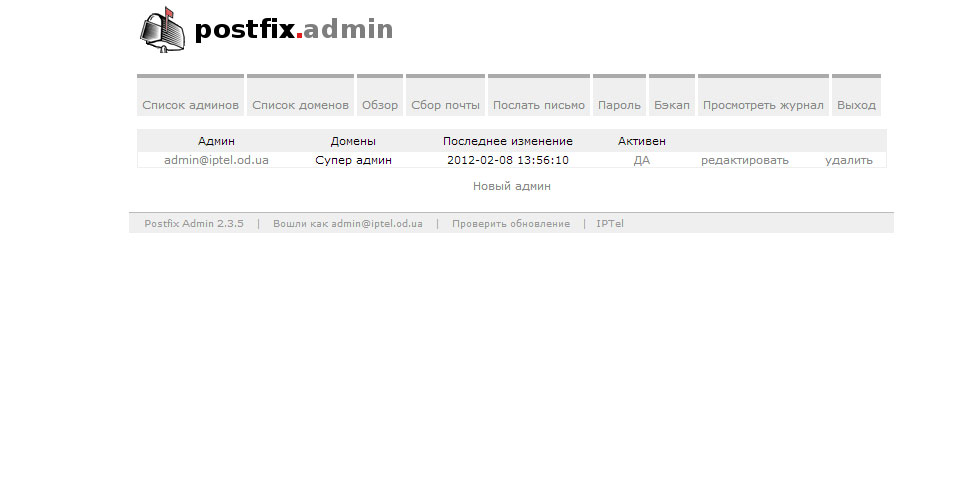 postfix.admin
Список админов Список доменов Обзор Сбор почты Послать письмо Пароль Бэкап Просмотреть журнал Выход
Админ Домены Последнее изменение Активен
admin@iptel.od.ua Супер админ 2012-02-08 13:56:10 ДА редактировать удалить
Новый админ
Postfix Admin 2.3.5 | Вошли как admin@iptel.od.ua | Проверить обновление | IPTel